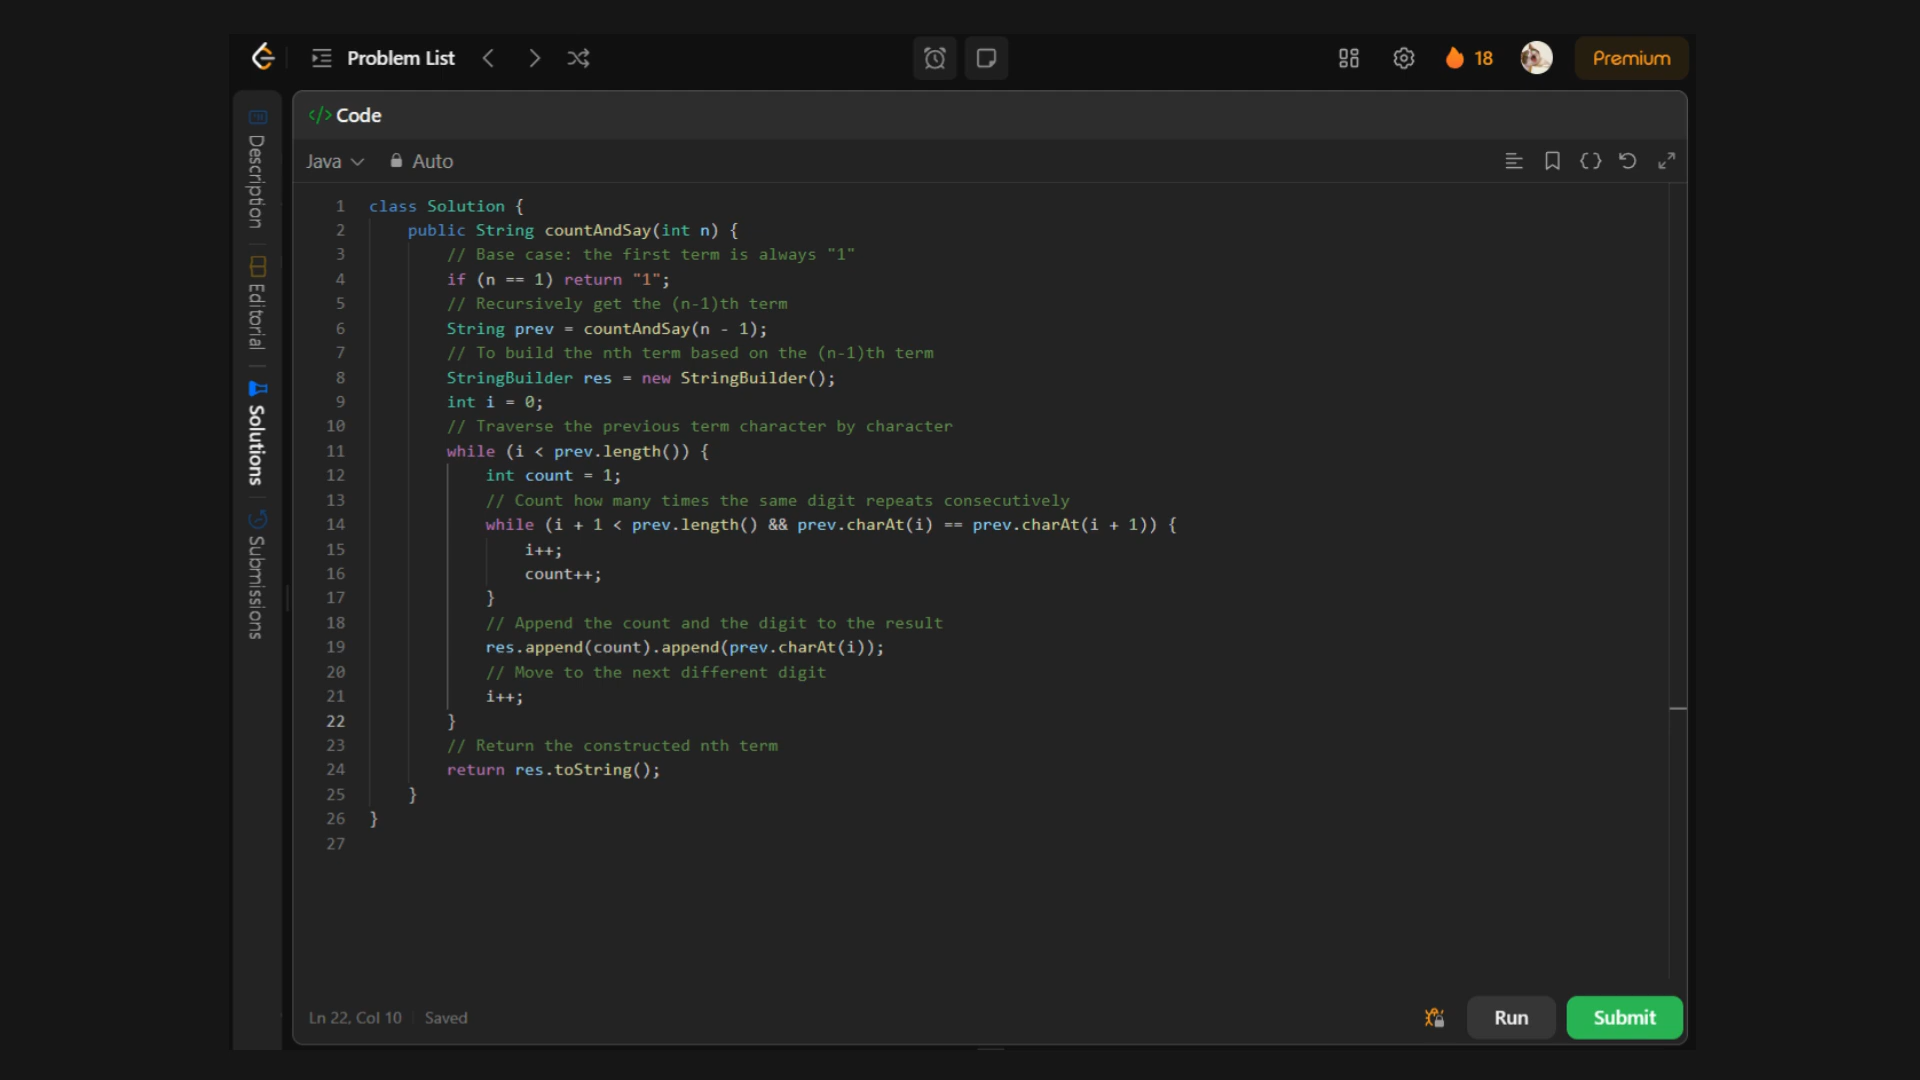 Problem List
18
Premium
Description
Editorial
Solutions
Submissions
</> Code
Java
Auto
1 class Solution {
2 public String countAndSay(int n) {
3 // Base case: the first term is always "1"
4 if (n == 1) return "1";
5 // Recursively get the (n-1)th term
6 String prev = countAndSay(n - 1);
7 // To build the nth term based on the (n-1)th term
8 StringBuilder res = new StringBuilder();
9 int i = 0;
10 // Traverse the previous term character by character
11 while (i < prev.length()) {
12 int count = 1;
13 // Count how many times the same digit repeats consecutively
14 while (i + 1 < prev.length() && prev.charAt(i) == prev.charAt(i + 1)) {
15 i++;
16 count++;
17 }
18 // Append the count and the digit to the result
19 res.append(count).append(prev.charAt(i));
20 // Move to the next different digit
21 i++;
22 }
23 // Return the constructed nth term
24 return res.toString();
25 }
26 }
27
Ln 22, Col 10
Saved
Run
Submit